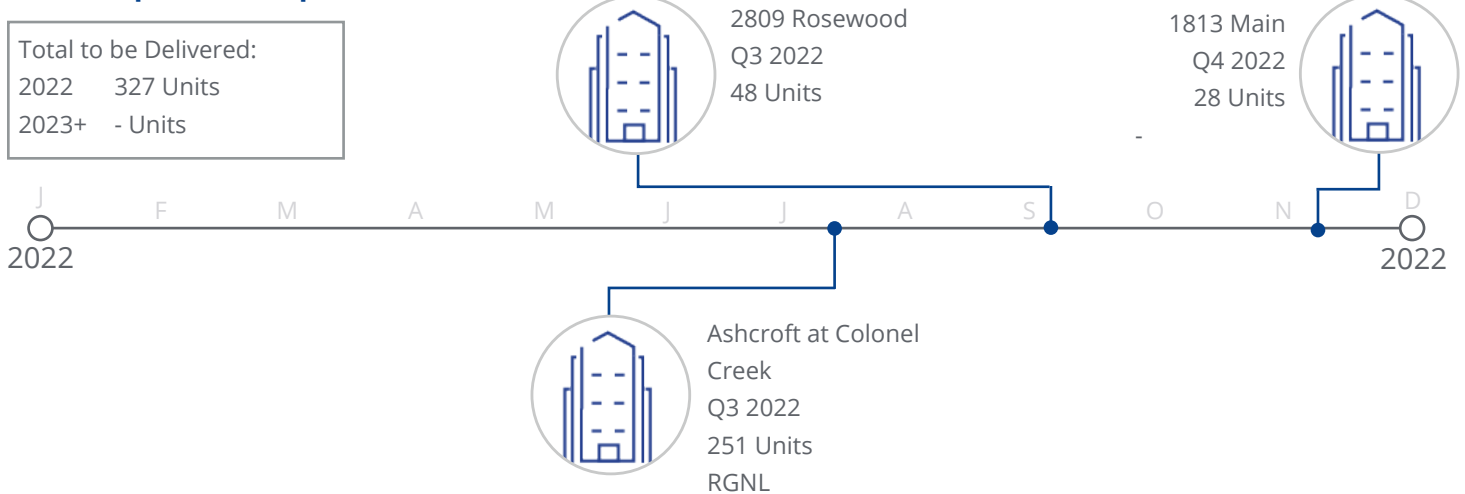 Total to be Delivered:
2022 327 Units
2023+ - Units
2809 Rosewood
Q3 2022
48 Units
1813 Main
Q4 2022
28 Units
-
J F M A M J J A S O N D
2022 2022
Ashcroft at Colonel
Creek
Q3 2022
251 Units
RGNL